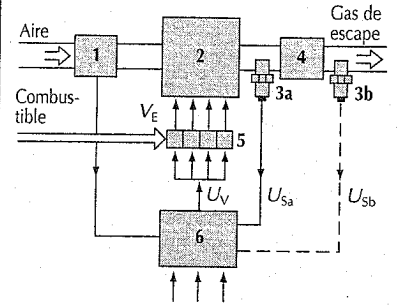 Aire
Gas de
escape
1
2
4
3a
3b
Combus-
tible
V_E
5
U_V
U_Sa
U_Sb
6